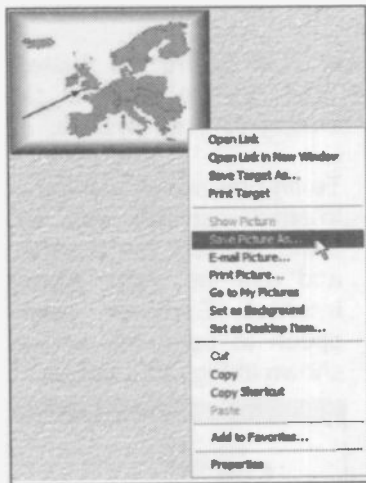 Open Link
Open Link in New Window
Save Target As...
Print Target
Show Picture
Save Picture As...
E-mail Picture...
Print Picture...
Go to My Pictures
Set as Background
Set as Desktop Item...
Cut
Copy
Copy Shortcut
Paste
Add to Favorites...
Properties